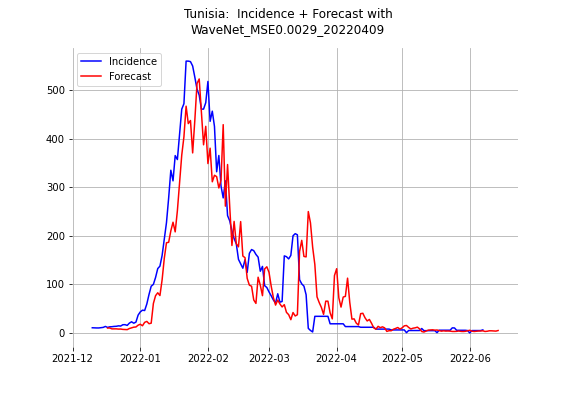 Tunisia:  Incidence + Forecast with
WaveNet_MSE0.0029_20220409
Incidence
Forecast
500
400
300
200
100
0
2021-12 2022-01 2022-02 2022-03 2022-04 2022-05 2022-06